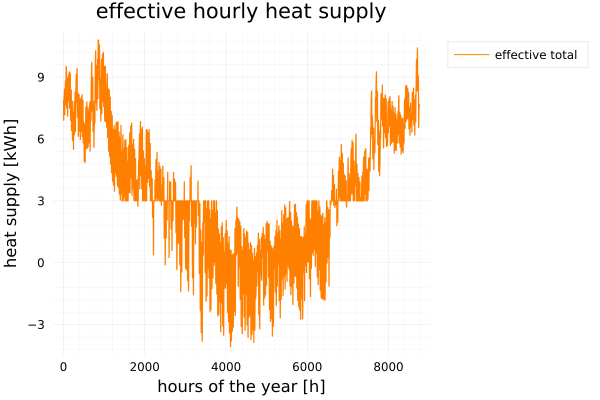 effective hourly heat supply
effective total
heat supply [kWh]
9
6
3
0
−3
0 2000 4000 6000 8000
hours of the year [h]